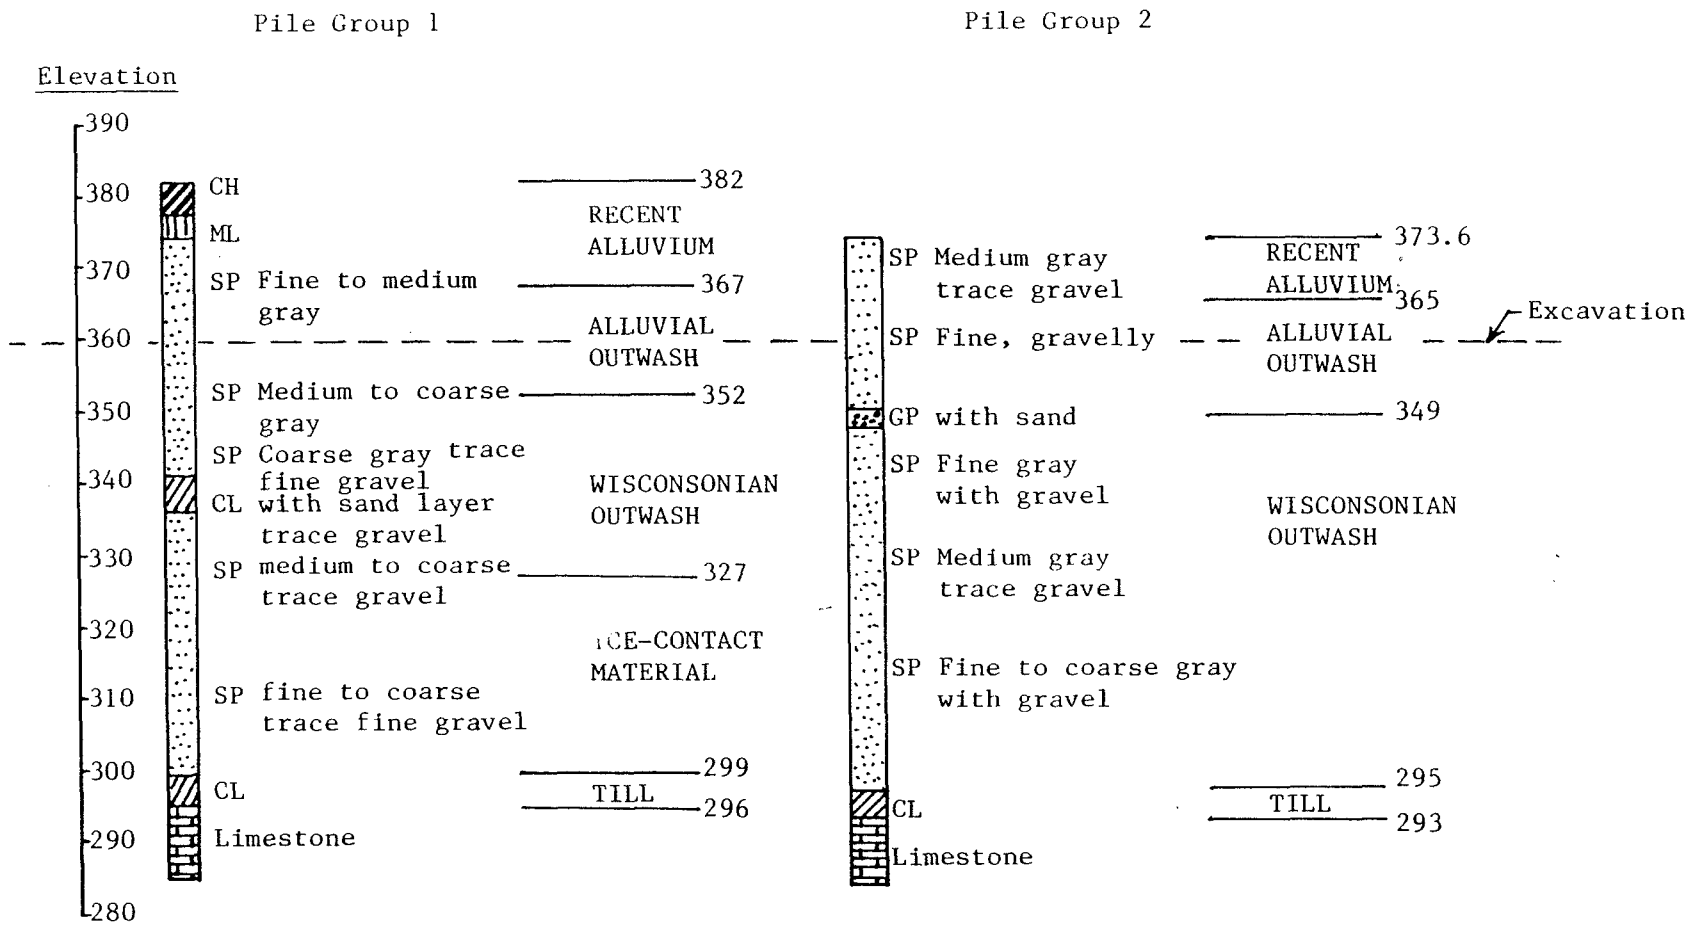 Pile Group 1
Pile Group 2
Elevation
390
380
370
360
350
340
330
320
310
300
290
280
CH
ML
SP Fine to medium
gray
SP Medium to coarse
gray
SP Coarse gray trace
fine gravel
CL with sand layer
trace gravel
SP medium to coarse
trace gravel
SP fine to coarse
trace fine gravel
CL
Limestone
382
RECENT
ALLUVIUM
367
ALLUVIAL
OUTWASH
352
WISCONSONIAN
OUTWASH
327
ICE-CONTACT
MATERIAL
299
TILL
296
SP Medium gray
trace gravel
SP Fine, gravelly
GP with sand
SP Fine gray
with gravel
SP Medium gray
trace gravel
SP Fine to coarse gray
with gravel
CL
Limestone
373.6
RECENT
ALLUVIUM
365
Excavation
ALLUVIAL
OUTWASH
349
WISCONSONIAN
OUTWASH
295
TILL
293